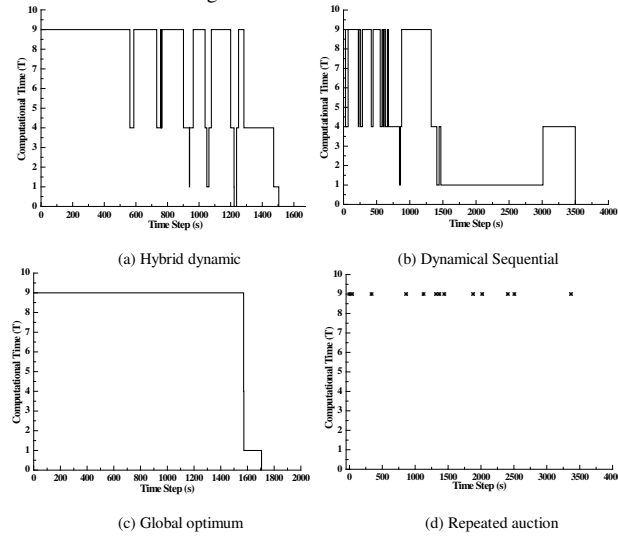 10
9
8
7
6
5
4
3
2
1
0
Computational Time (T)
0 200 400 600 800 1000 1200 1400 1600
Time Step (s)
(a) Hybrid dynamic
10
9
8
7
6
5
4
3
2
1
0
Computational Time (T)
0 500 1000 1500 2000 2500 3000 3500 4000
Time Step (s)
(b) Dynamical Sequential
10
9
8
7
6
5
4
3
2
1
0
Computational Time (T)
0 200 400 600 800 1000 1200 1400 1600 1800 2000
Time Step (s)
(c) Global optimum
10
9
8
7
6
5
4
3
2
1
0
Computational Time (T)
0 500 1000 1500 2000 2500 3000 3500
Time Step (s)
(d) Repeated auction